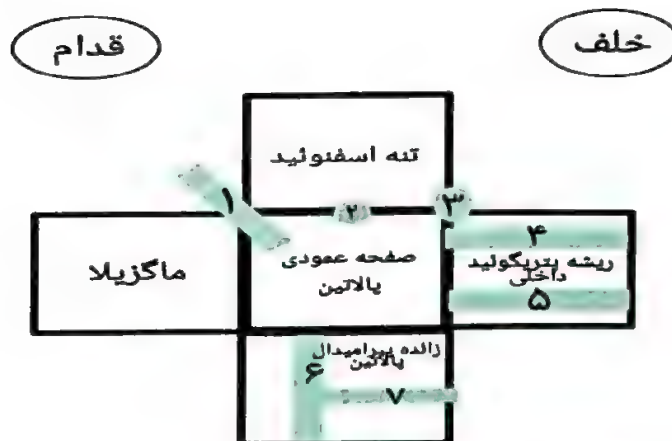 قدام
خلف
تنه اسفنوئید
۱
۲
۳
ماگزیلا
صفحه عمودی
پالاتین
۴
ریشه پتریگوئید
داخلی
۵
زائده پیرامیدال
پالاتین
۶
۷